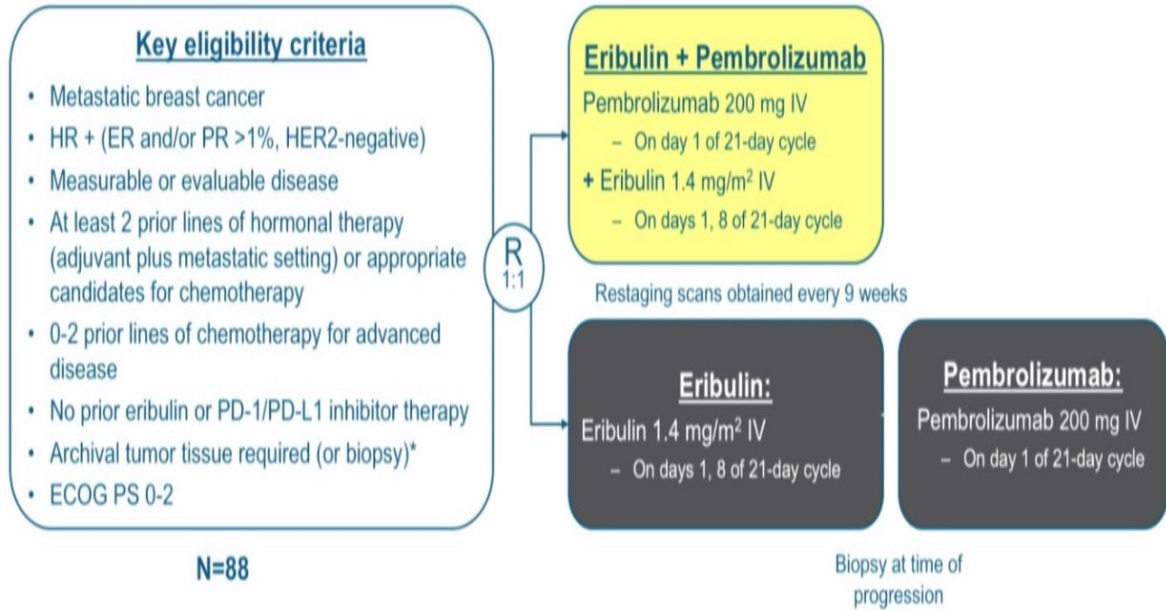 Key eligibility criteria
• Metastatic breast cancer
• HR + (ER and/or PR >1%, HER2-negative)
• Measurable or evaluable disease
• At least 2 prior lines of hormonal therapy
(adjuvant plus metastatic setting) or appropriate
candidates for chemotherapy
• 0-2 prior lines of chemotherapy for advanced
disease
• No prior eribulin or PD-1/PD-L1 inhibitor therapy
• Archival tumor tissue required (or biopsy)*
• ECOG PS 0-2
N=88
R
1:1
Eribulin + Pembrolizumab
Pembrolizumab 200 mg IV
– On day 1 of 21-day cycle
+ Eribulin 1.4 mg/m² IV
– On days 1, 8 of 21-day cycle
Restaging scans obtained every 9 weeks
Eribulin:
Eribulin 1.4 mg/m² IV
– On days 1, 8 of 21-day cycle
Pembrolizumab:
Pembrolizumab 200 mg IV
– On day 1 of 21-day cycle
Biopsy at time of
progression